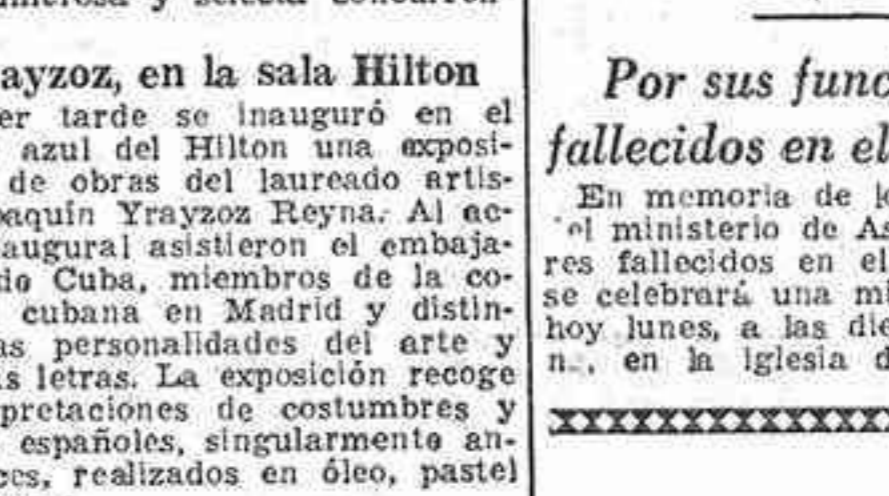 ayzoz, en la sala Hilton
er tarde se inauguró en el
azul del Hilton una exposi-
de obras del laureado artis-
oaquín Yrayzoz Reyna. Al ac-
augural asistieron el embaja-
de Cuba, miembros de la co-
cubana en Madrid y distin-
as personalidades del arte y
s letras. La exposición recoge
pretaciones de costumbres y
españoles, singularmente an-
ces, realizados en óleo, pastel
Por sus func
fallecidos en el
En memoria de l
el ministerio de As
res fallecidos en el
se celebrará una mi
hoy lunes, a las die
n., en la iglesia d